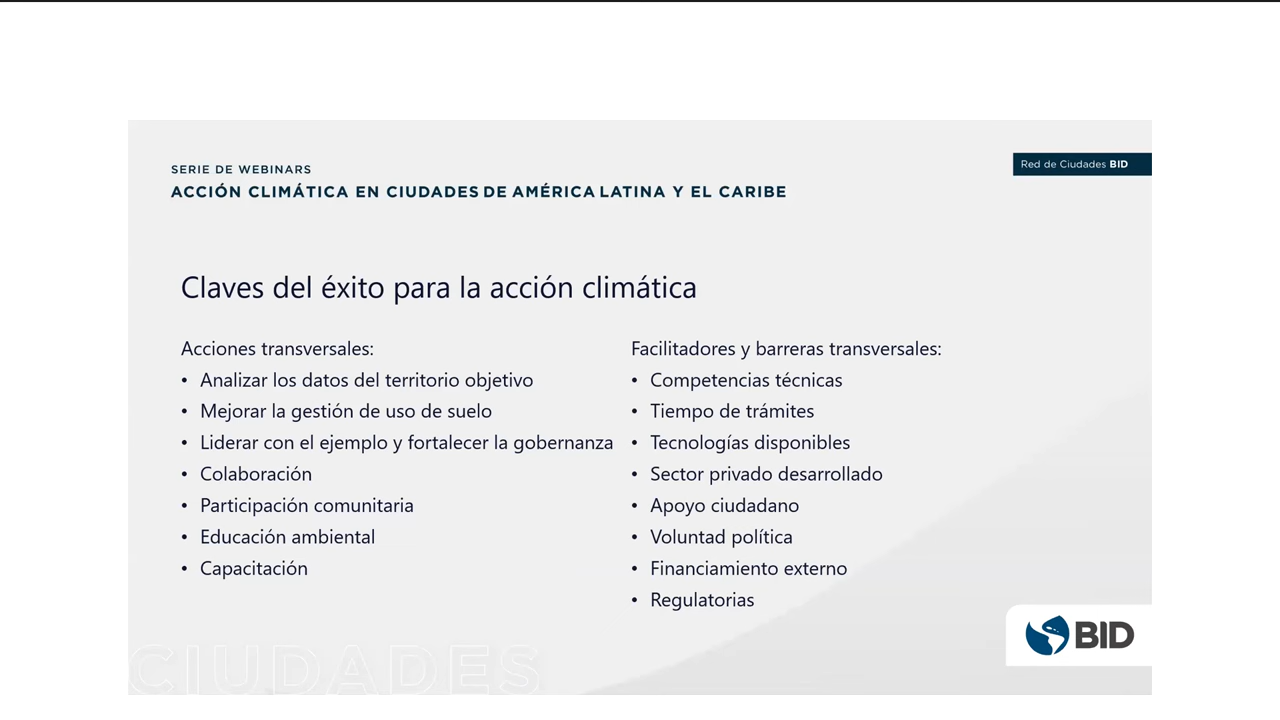 SERIE DE WEBINARS
ACCIÓN CLIMÁTICA EN CIUDADES DE AMÉRICA LATINA Y EL CARIBE
Red de Ciudades BID
Claves del éxito para la acción climática
Acciones transversales:
• Analizar los datos del territorio objetivo
• Mejorar la gestión de uso de suelo
• Liderar con el ejemplo y fortalecer la gobernanza
• Colaboración
• Participación comunitaria
• Educación ambiental
• Capacitación
Facilitadores y barreras transversales:
• Competencias técnicas
• Tiempo de trámites
• Tecnologías disponibles
• Sector privado desarrollado
• Apoyo ciudadano
• Voluntad política
• Financiamiento externo
• Regulatorias
CIUDADES
BID